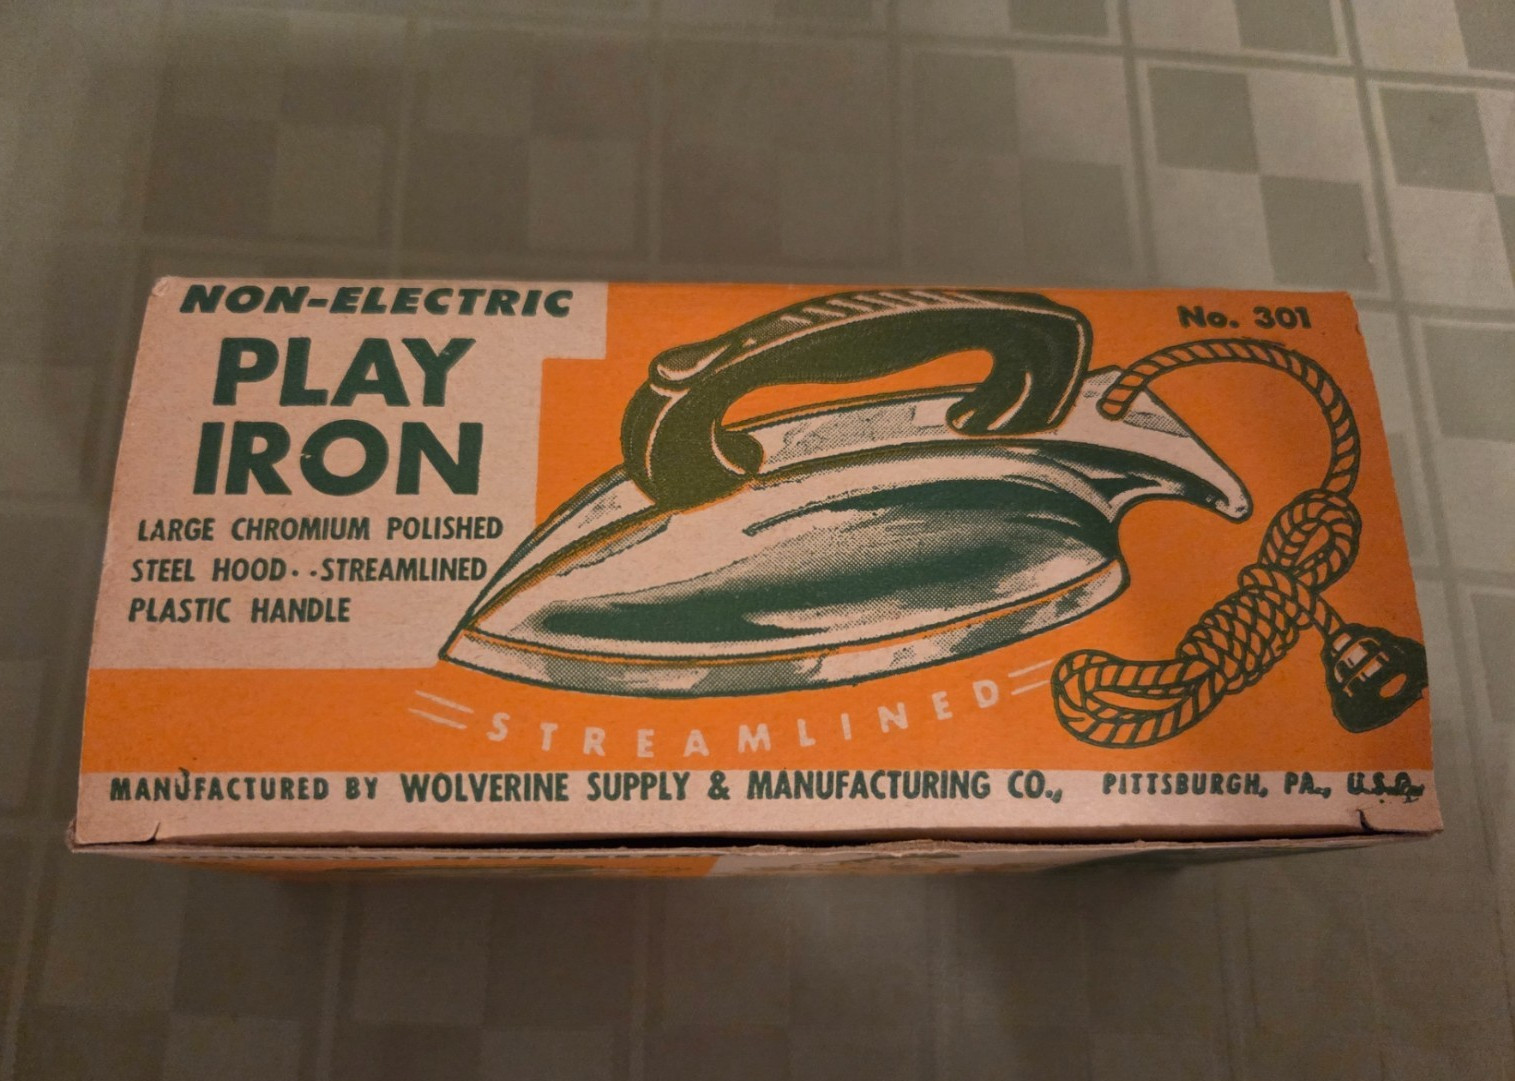 NON-ELECTRIC
PLAY
IRON
LARGE CHROMIUM POLISHED
STEEL HOOD··STREAMLINED
PLASTIC HANDLE
No. 301
STREAMLINED
MANUFACTURED BY WOLVERINE SUPPLY & MANUFACTURING CO., PITTSBURGH, PA., U.S.A.